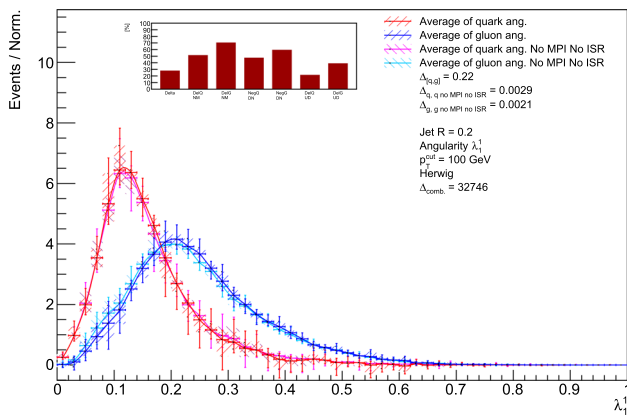 Events / Norm.
10
8
6
4
2
0
[%]
100
90
80
70
60
50
40
30
20
10
0
Delta
DelQ NM
DelG NM
NegQ DN
NegG DN
DelQ UD
DelG UD
Average of quark ang.
Average of gluon ang.
Average of quark ang. No MPI No ISR
Average of gluon ang. No MPI No ISR
Δ[q,g] = 0.22
Δq, q no MPI no ISR = 0.0029
Δg, g no MPI no ISR = 0.0021
Jet R = 0.2
Angularity λ¹₁
p_T^cut = 100 GeV
Herwig
Δcomb. = 32746
0 0.1 0.2 0.3 0.4 0.5 0.6 0.7 0.8 0.9 1
λ¹₁